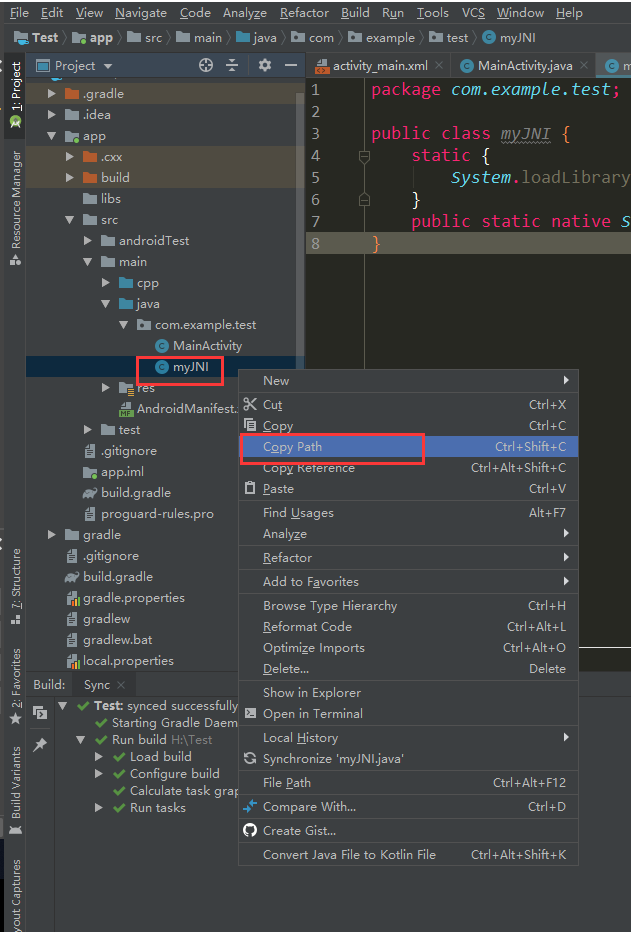 File Edit View Navigate Code Analyze Refactor Build Run Tools VCS Window Help
Test app src main java com example test myJNI
Project
activity_main.xml MainActivity.java
1: Project
Resource Manager
7: Structure
2: Favorites
Build Variants
yout Captures
.gradle
.idea
app
.cxx
build
libs
src
androidTest
main
cpp
java
com.example.test
MainActivity
myJNI
res
AndroidManifest.
test
.gitignore
app.iml
build.gradle
proguard-rules.pro
gradle
.gitignore
build.gradle
gradle.properties
gradlew
gradlew.bat
local.properties
1 package com.example.test;
2
3 public class myJNI {
4 static {
5 System.loadLibrary
6 }
7 public static native S
8 }
New
Cut Ctrl+X
Copy Ctrl+C
Copy Path Ctrl+Shift+C
Copy Reference Ctrl+Alt+Shift+C
Paste Ctrl+V
Find Usages Alt+F7
Analyze
Refactor
Add to Favorites
Browse Type Hierarchy Ctrl+H
Reformat Code Ctrl+Alt+L
Optimize Imports Ctrl+Alt+O
Delete... Delete
Show in Explorer
Open in Terminal
Local History
Synchronize 'myJNI.java'
File Path Ctrl+Alt+F12
Compare With... Ctrl+D
Create Gist...
Convert Java File to Kotlin File Ctrl+Alt+Shift+K
Build: Sync
Test: synced successfully
Starting Gradle Daem
Run build H:\Test
Load build
Configure build
Calculate task grap
Run tasks